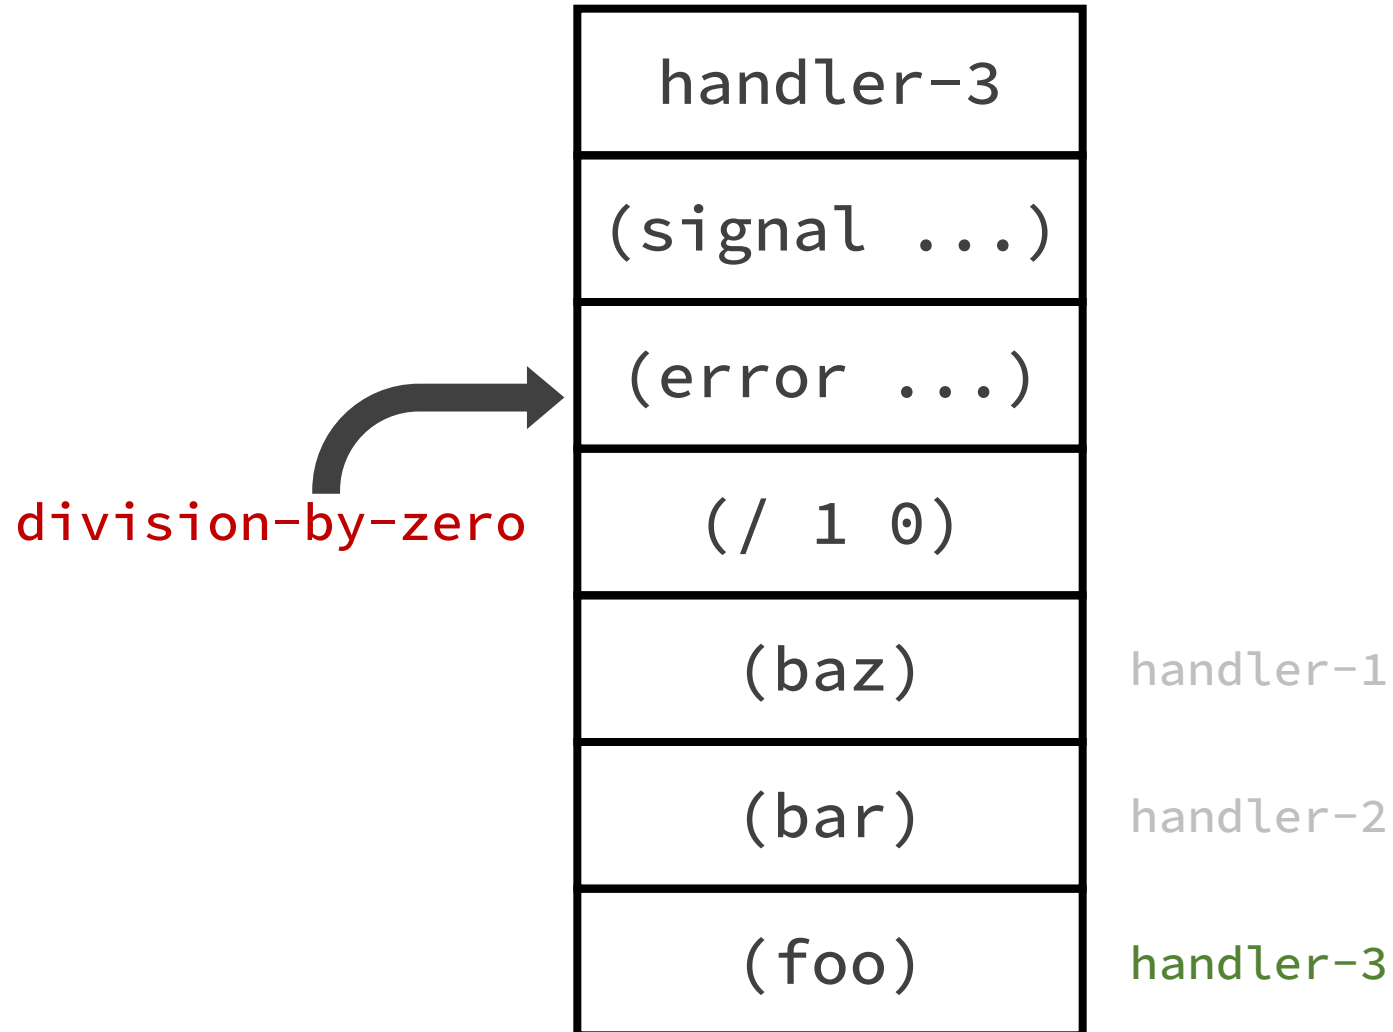 handler-3
(signal ...)
(error ...)
division-by-zero
(/ 1 0)
(baz)
handler-1
(bar)
handler-2
(foo)
handler-3